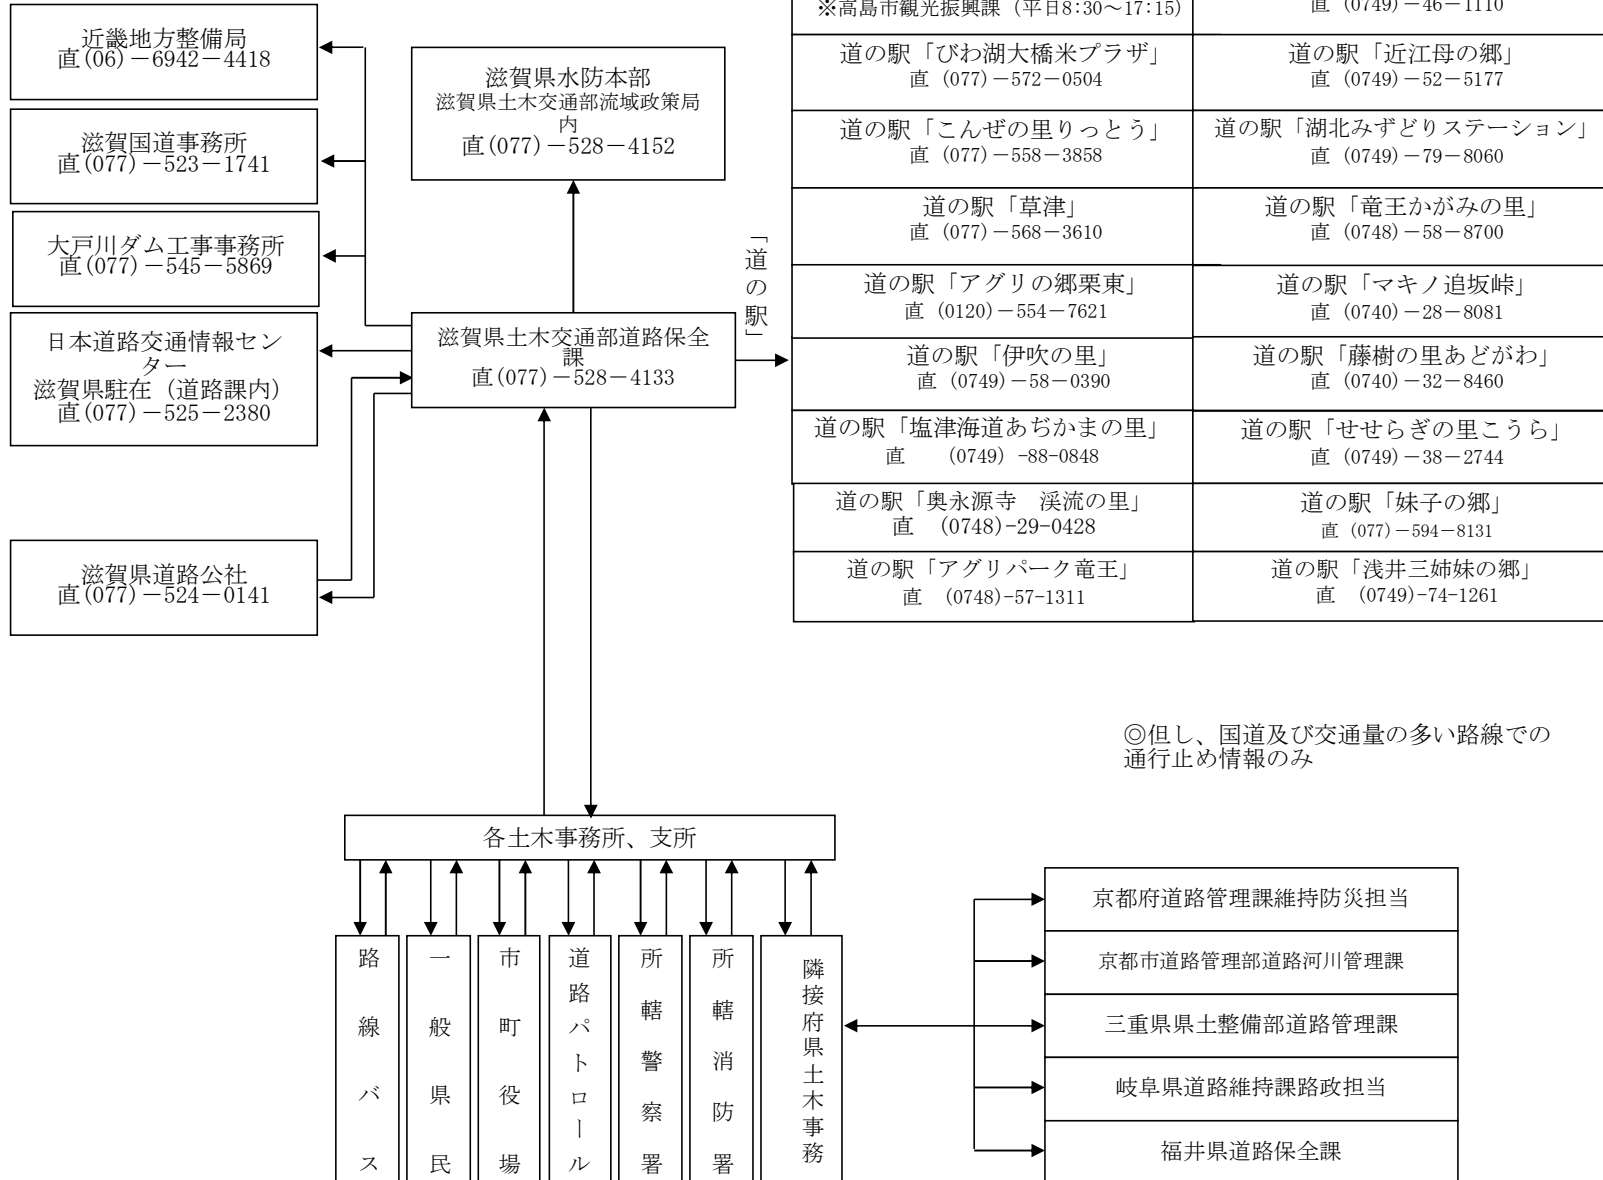 近畿地方整備局
直(06)－6942－4418
滋賀国道事務所
直(077)－523－1741
大戸川ダム工事事務所
直(077)－545－5869
日本道路交通情報セン
ター
滋賀県駐在（道路課内）
直(077)－525－2380
滋賀県道路公社
直(077)－524－0141
滋賀県水防本部
滋賀県土木交通部流域政策局
内
直(077)－528－4152
滋賀県土木交通部道路保全
課
直(077)－528－4133
「道の駅」
※高島市観光振興課（平日8:30～17:15）
直（0749）－46－1110
道の駅「びわ湖大橋米プラザ」
直（077）－572－0504
道の駅「近江母の郷」
直（0749）－52－5177
道の駅「こんぜの里りっとう」
直（077）－558－3858
道の駅「湖北みずどりステーション」
直（0749）－79－8060
道の駅「草津」
直（077）－568－3610
道の駅「竜王かがみの里」
直（0748）－58－8700
道の駅「アグリの郷栗東」
直（0120）－554－7621
道の駅「マキノ追坂峠」
直（0740）－28－8081
道の駅「伊吹の里」
直（0749）－58－0390
道の駅「藤樹の里あどがわ」
直（0740）－32－8460
道の駅「塩津海道あぢかまの里」
直　（0749）-88-0848
道の駅「せせらぎの里こうら」
直（0749）－38－2744
道の駅「奥永源寺　渓流の里」
直　(0748)-29-0428
道の駅「妹子の郷」
直（077）－594－8131
道の駅「アグリパーク竜王」
直　(0748)-57-1311
道の駅「浅井三姉妹の郷」
直　(0749)-74-1261
◎但し、国道及び交通量の多い路線での
通行止め情報のみ
各土木事務所、支所
路線バス
一般県民
市町役場
道路パトロール
所轄警察署
所轄消防署
隣接府県土木事務
京都府道路管理課維持防災担当
京都市道路管理部道路河川管理課
三重県県土整備部道路管理課
岐阜県道路維持課路政担当
福井県道路保全課